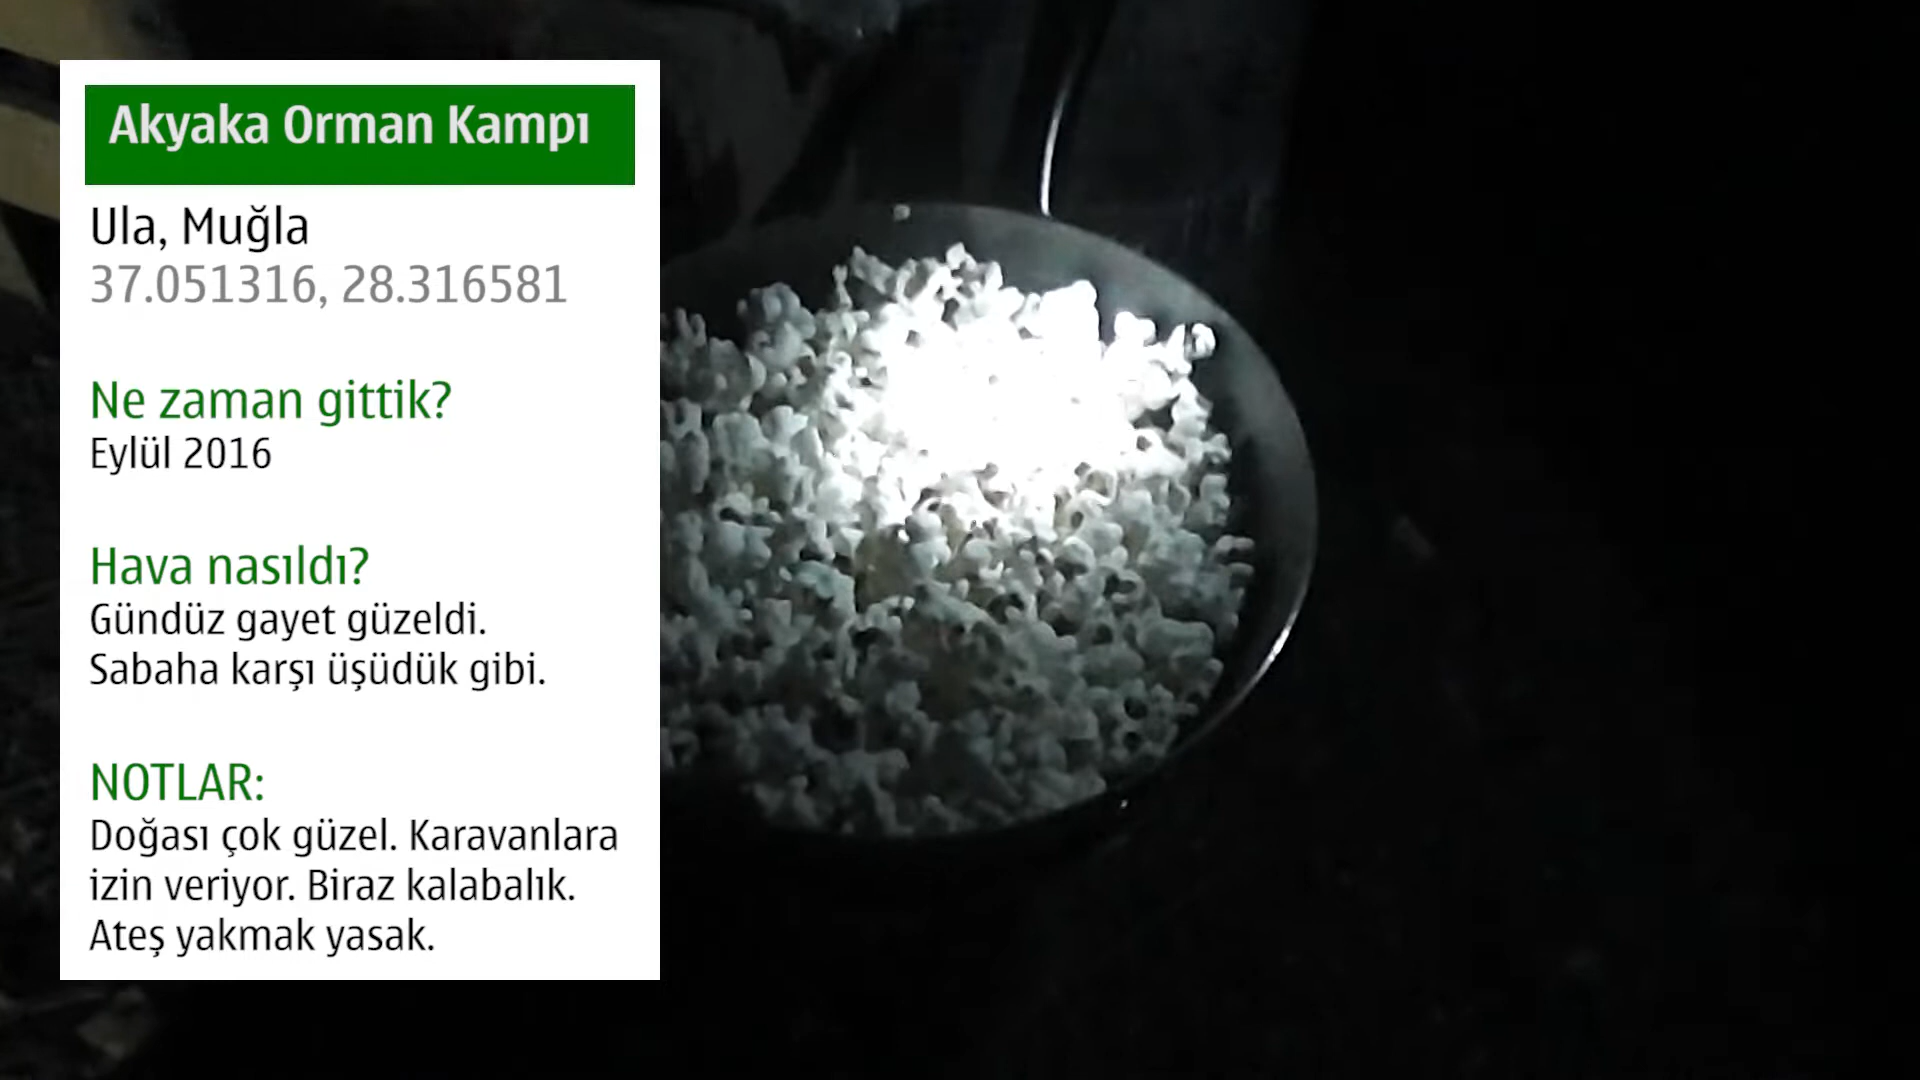 Akyaka Orman Kampı
Ula, Muğla
37.051316, 28.316581
Ne zaman gittik?
Eylül 2016
Hava nasıldı?
Gündüz gayet güzeldi.
Sabaha karşı üşüdük gibi.
NOTLAR:
Doğası çok güzel. Karavanlara
izin veriyor. Biraz kalabalık.
Ateş yakmak yasak.